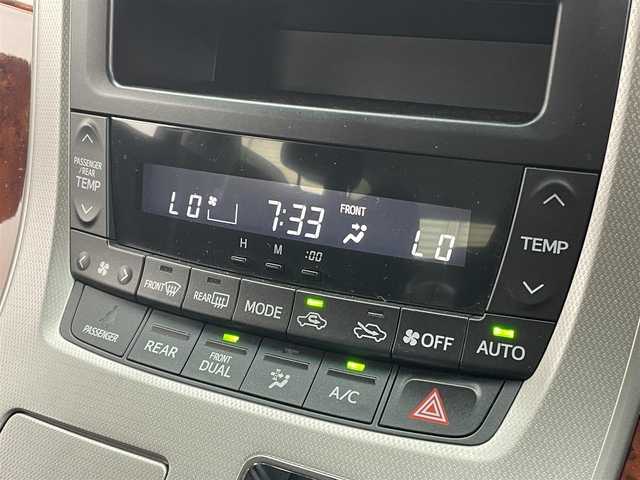 PASSENGER
/REAR
TEMP
LO
7:33
FRONT
LO
TEMP
H M :00
FRONT
REAR
MODE
OFF
AUTO
PASSENGER
REAR
FRONT
DUAL
A/C